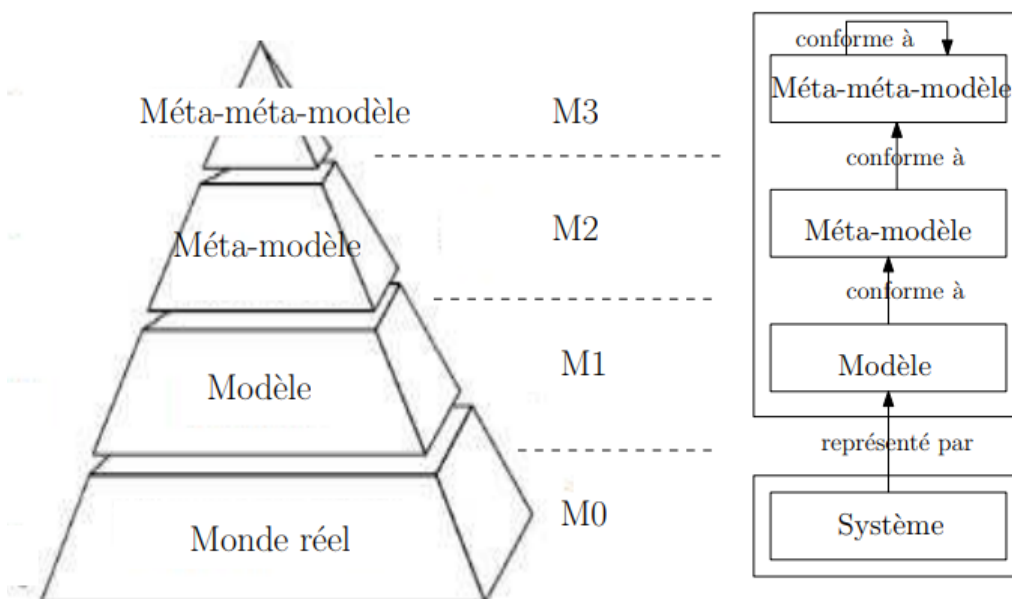 Méta-méta-modèle
M3
Méta-modèle
M2
Modèle
M1
Monde réel
M0
conforme à
Méta-méta-modèle
conforme à
Méta-modèle
conforme à
Modèle
représenté par
Système